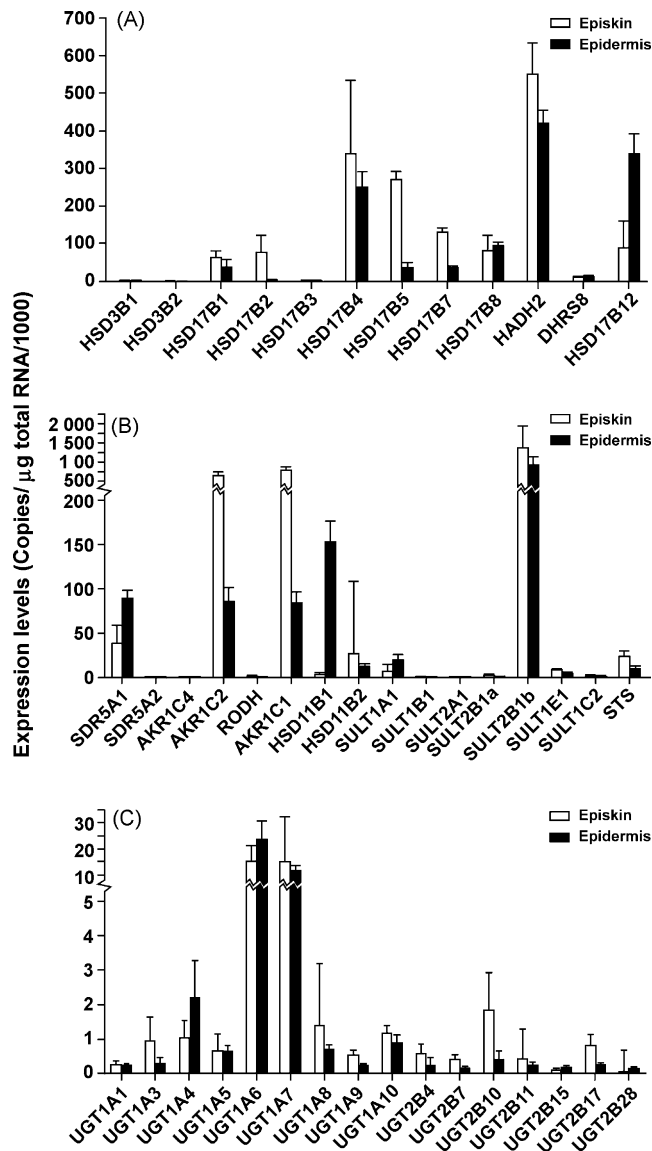 Expression levels (Copies/ µg total RNA/1000)
(A)
Episkin
Epidermis
700
600
500
400
300
200
100
0
HSD3B1
HSD3B2
HSD17B1
HSD17B2
HSD17B3
HSD17B4
HSD17B5
HSD17B7
HSD17B8
HADH2
DHRS8
HSD17B12
(B)
Episkin
Epidermis
2 000
1 500
1 00
500
200
150
100
50
0
SDR5A1
SDR5A2
AKR1C4
AKR1C2
RODH
AKR1C1
HSD11B1
HSD11B2
SULT1A1
SULT1B1
SULT2A1
SULT2B1a
SULT2B1b
SULT1E1
SULT1C2
STS
(C)
Episkin
Epidermis
30
20
10
5
4
3
2
1
0
UGT1A1
UGT1A3
UGT1A4
UGT1A5
UGT1A6
UGT1A7
UGT1A8
UGT1A9
UGT1A10
UGT2B4
UGT2B7
UGT2B10
UGT2B11
UGT2B15
UGT2B17
UGT2B28